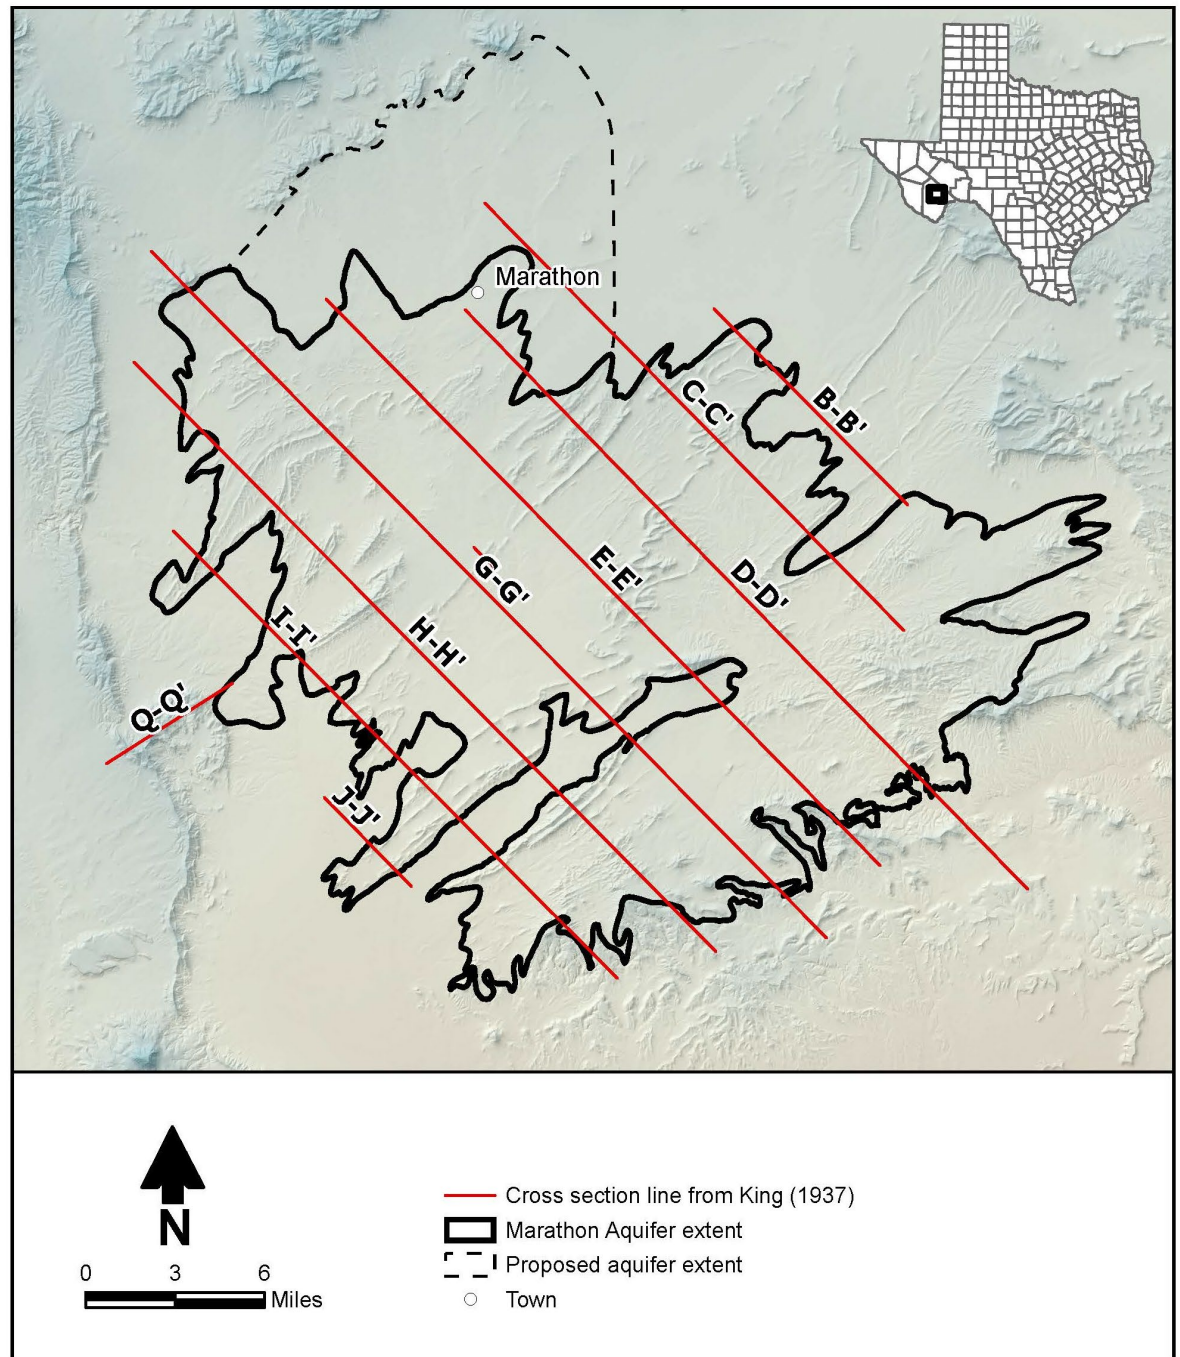 Marathon
B-B'
C-C'
D-D'
E-E'
G-G'
H-H'
I-I'
Q-Q'
J-J'
N
0 3 6
Miles
Cross section line from King (1937)
Marathon Aquifer extent
Proposed aquifer extent
Town